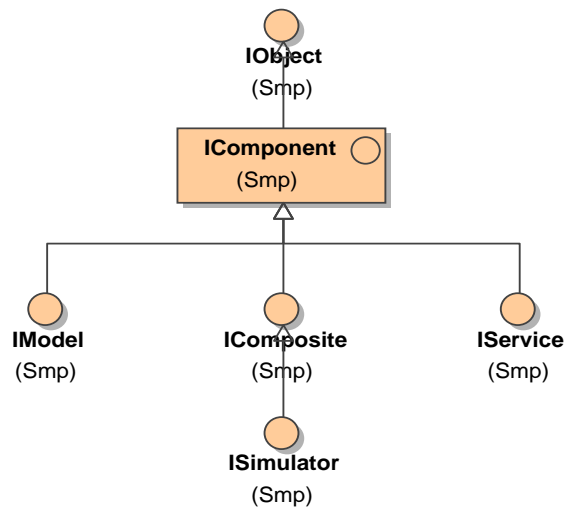 IObject
(Smp)
IComponent
(Smp)
IModel
(Smp)
IComposite
(Smp)
IService
(Smp)
ISimulator
(Smp)